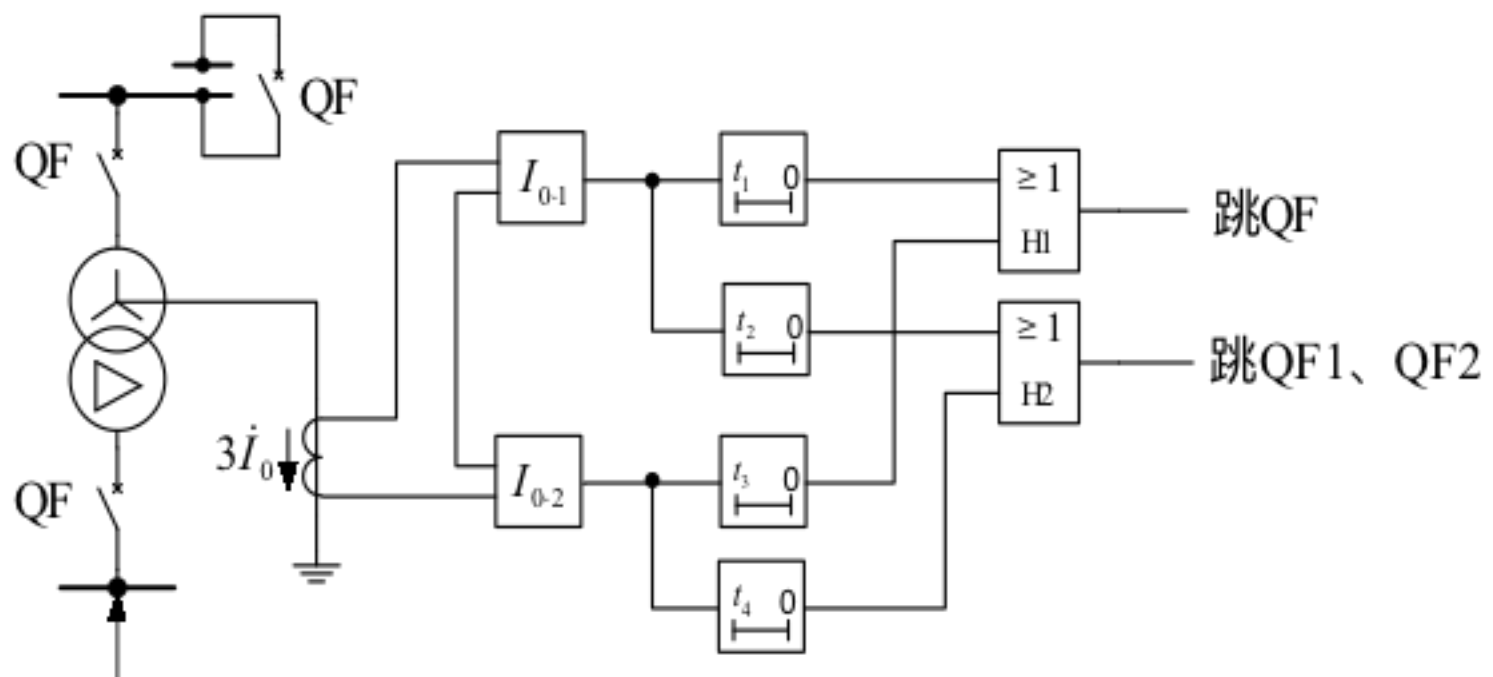 QF
QF
I0-1
t1 0
≥1
H1
跳QF
t2 0
≥1
H2
跳QF1、QF2
3İ0
I0-2
t3 0
QF
t4 0